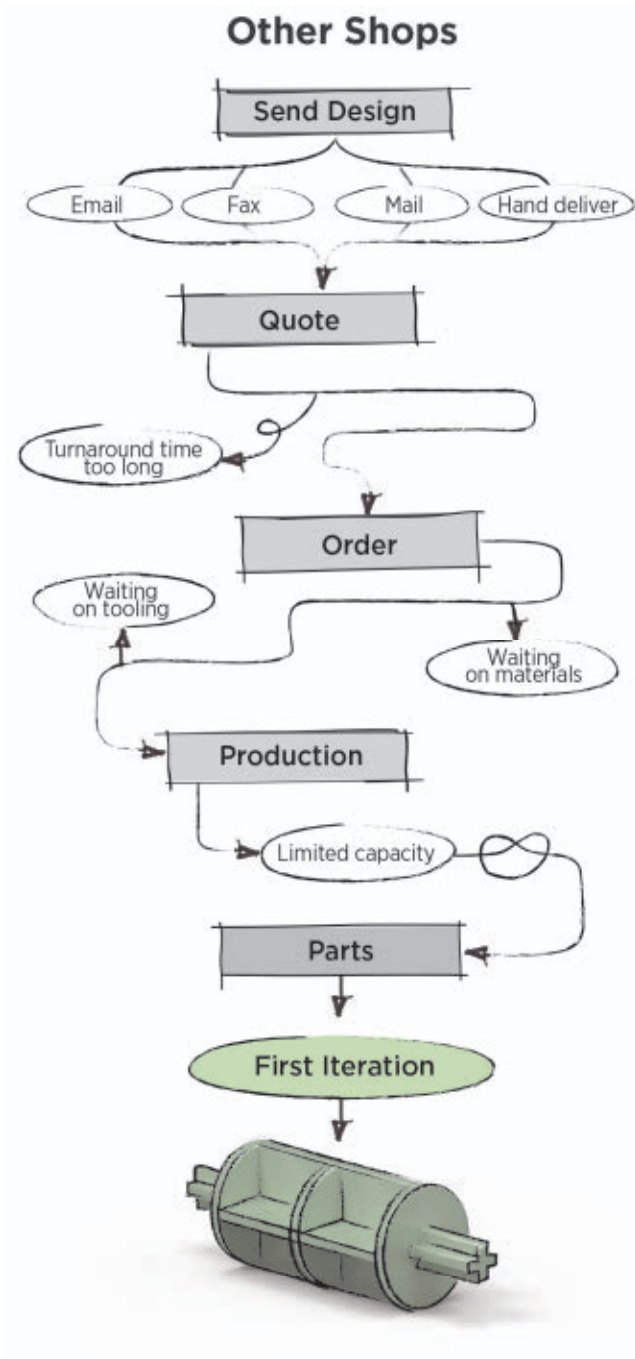 Other Shops
Send Design
Email
Fax
Mail
Hand deliver
Quote
Turnaround time
too long
Order
Waiting
on tooling
Waiting
on materials
Production
Limited capacity
Parts
First Iteration